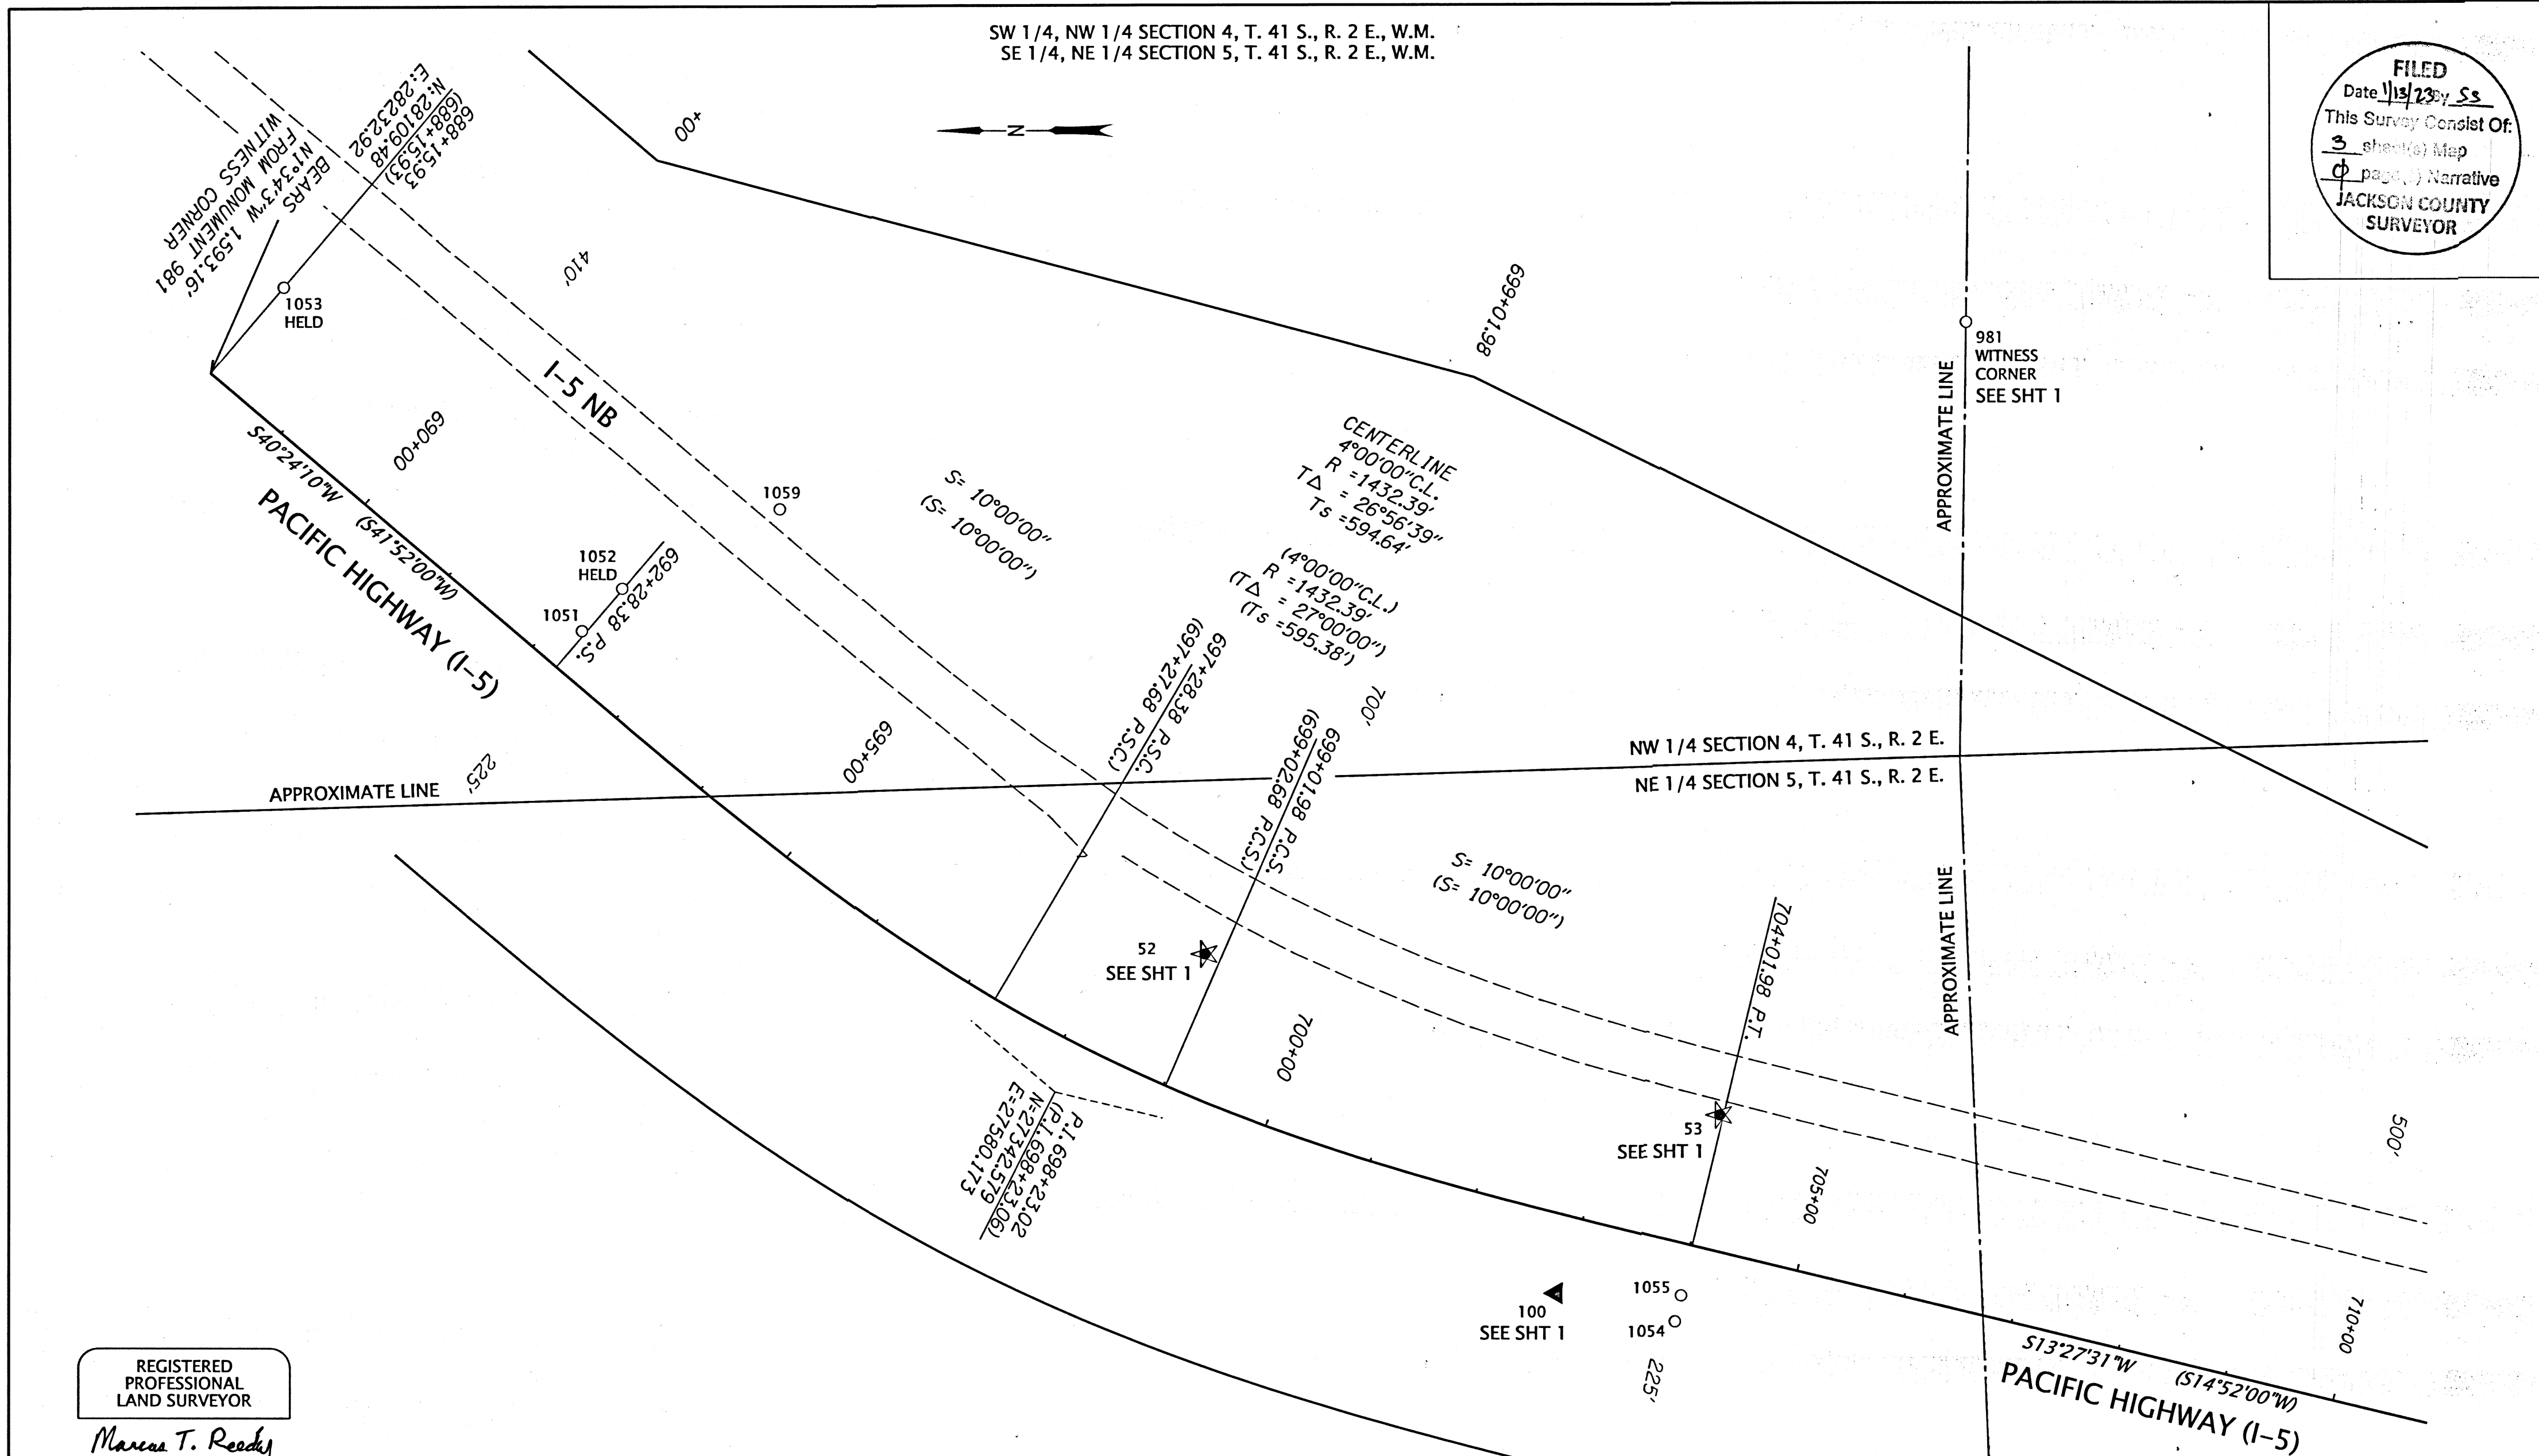 SW 1/4, NW 1/4 SECTION 4, T. 41 S., R. 2 E., W.M.
SE 1/4, NE 1/4 SECTION 5, T. 41 S., R. 2 E., W.M.
FILED
Date 1/13/23 By SS
This Survey Consist Of:
3 sheet(s) Map
0 page(s) Narrative
JACKSON COUNTY
SURVEYOR
N
688+15.93
(688+15.93)
N:28109.48
E:28232.92
BEARS
N1°34'3"W 1,593.16'
FROM MONUMENT 981
WITNESS CORNER
+00
410'
1053
HELD
699+01.98
981
WITNESS
CORNER
SEE SHT 1
APPROXIMATE LINE
I-5 NB
690+00
S40°24'10"W (S41°52'00"W)
PACIFIC HIGHWAY (I-5)
1059
1052
HELD
1051
692+28.38 P.S.
S= 10°00'00"
(S= 10°00'00")
CENTERLINE
4°00'00"C.L.
R =1432.39'
T△ = 26°56'39"
Ts =594.64'
(4°00'00"C.L.)
R =1432.39'
(T△ = 27°00'00")
(Ts =595.38')
697+28.38 P.S.C.
(697+27.68 P.S.C.)
699+01.98 P.C.S.
(699+02.68 P.C.S.)
700'
695+00
225'
APPROXIMATE LINE
NW 1/4 SECTION 4, T. 41 S., R. 2 E.
NE 1/4 SECTION 5, T. 41 S., R. 2 E.
S= 10°00'00"
(S= 10°00'00")
APPROXIMATE LINE
704+01.98 P.T.
52
SEE SHT 1
700+00
P.I. 698+23.02
(P.I. 698+23.06)
N=27342.579
E=27580.173
53
SEE SHT 1
705+00
500'
1055
1054
100
SEE SHT 1
225'
710+00
S13°27'31"W (S14°52'00"W)
PACIFIC HIGHWAY (I-5)
REGISTERED
PROFESSIONAL
LAND SURVEYOR
Marcus T. Reedy